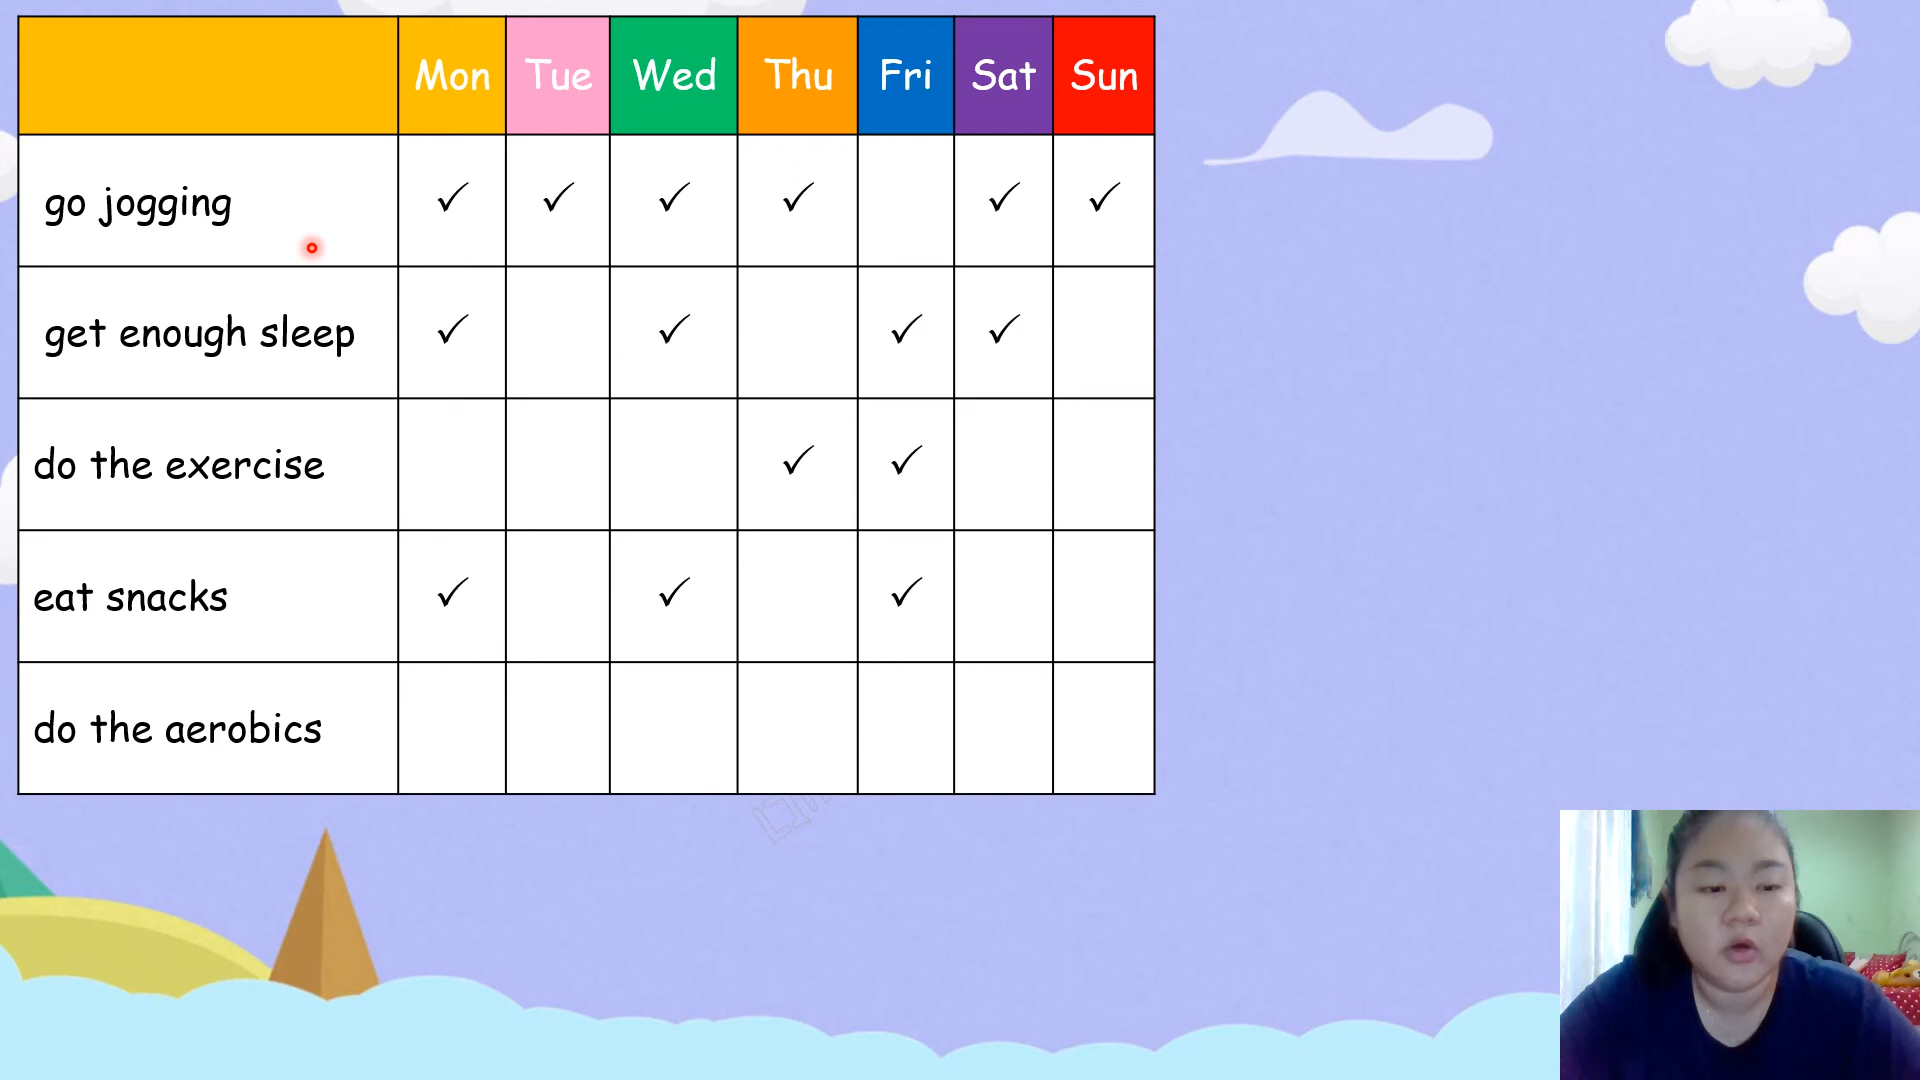 Mon Tue Wed Thu Fri Sat Sun
go jogging ✓ ✓ ✓ ✓ ✓ ✓
get enough sleep ✓ ✓ ✓ ✓
do the exercise ✓ ✓
eat snacks ✓ ✓ ✓
do the aerobics